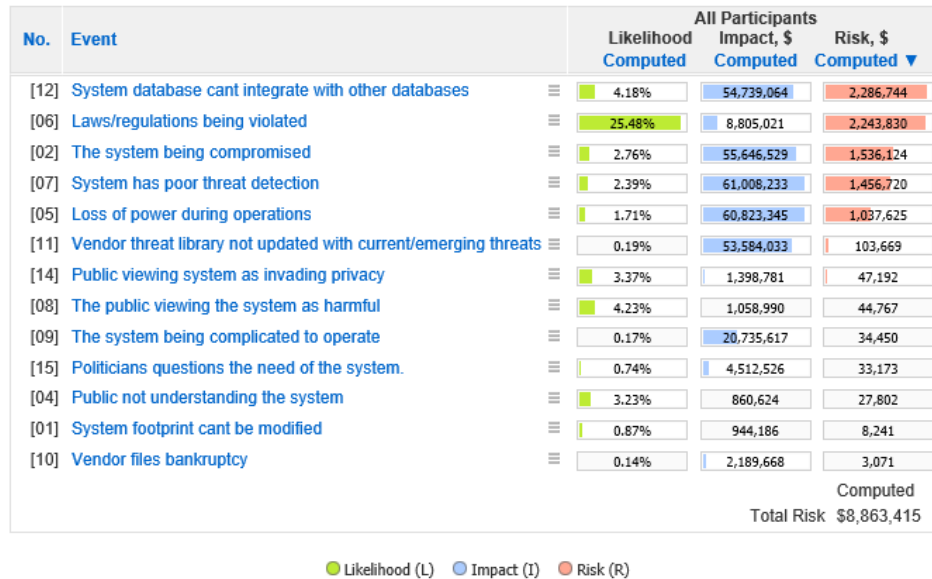 All Participants
No. Event Likelihood Impact, $ Risk, $
Computed Computed Computed ▼
[12] System database cant integrate with other databases 4.18% 54,739,064 2,286,744
[06] Laws/regulations being violated 25.48% 8,805,021 2,243,830
[02] The system being compromised 2.76% 55,646,529 1,536,124
[07] System has poor threat detection 2.39% 61,008,233 1,456,720
[05] Loss of power during operations 1.71% 60,823,345 1,037,625
[11] Vendor threat library not updated with current/emerging threats 0.19% 53,584,033 103,669
[14] Public viewing system as invading privacy 3.37% 1,398,781 47,192
[08] The public viewing the system as harmful 4.23% 1,058,990 44,767
[09] The system being complicated to operate 0.17% 20,735,617 34,450
[15] Politicians questions the need of the system. 0.74% 4,512,526 33,173
[04] Public not understanding the system 3.23% 860,624 27,802
[01] System footprint cant be modified 0.87% 944,186 8,241
[10] Vendor files bankruptcy 0.14% 2,189,668 3,071
Computed
Total Risk $8,863,415
Likelihood (L) Impact (I) Risk (R)